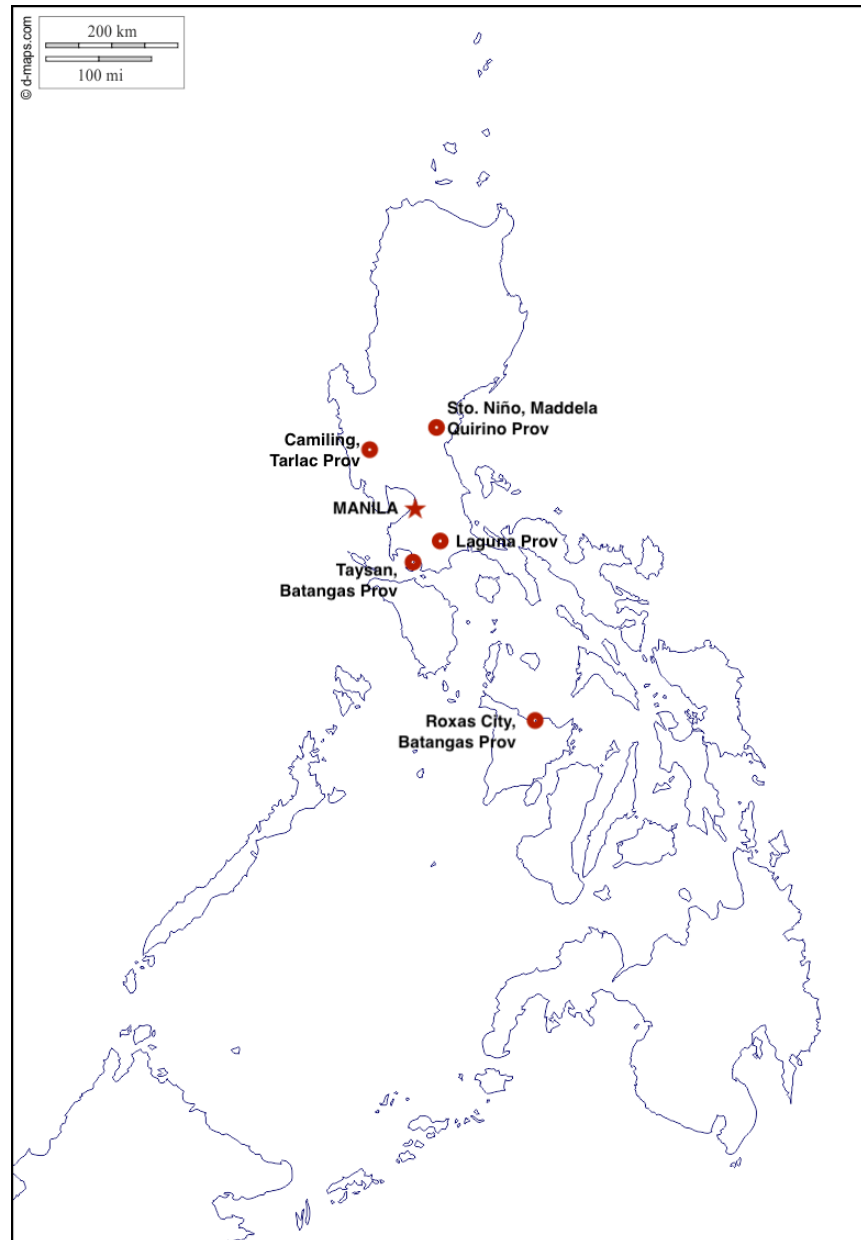 200 km
100 mi
© d-maps.com
Sto. Niño, Maddela
Quirino Prov
Camiling,
Tarlac Prov
MANILA
Laguna Prov
Taysan,
Batangas Prov
Roxas City,
Batangas Prov